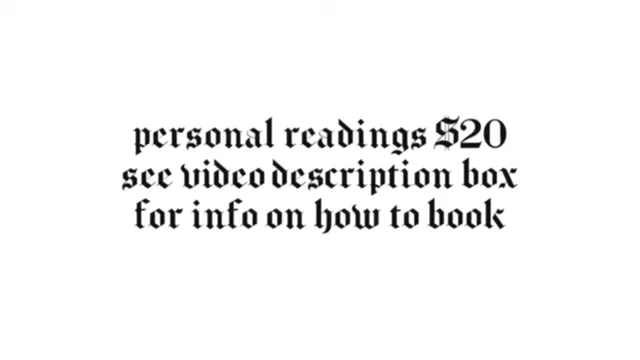 personal readings $20
see video description box
for info on how to book